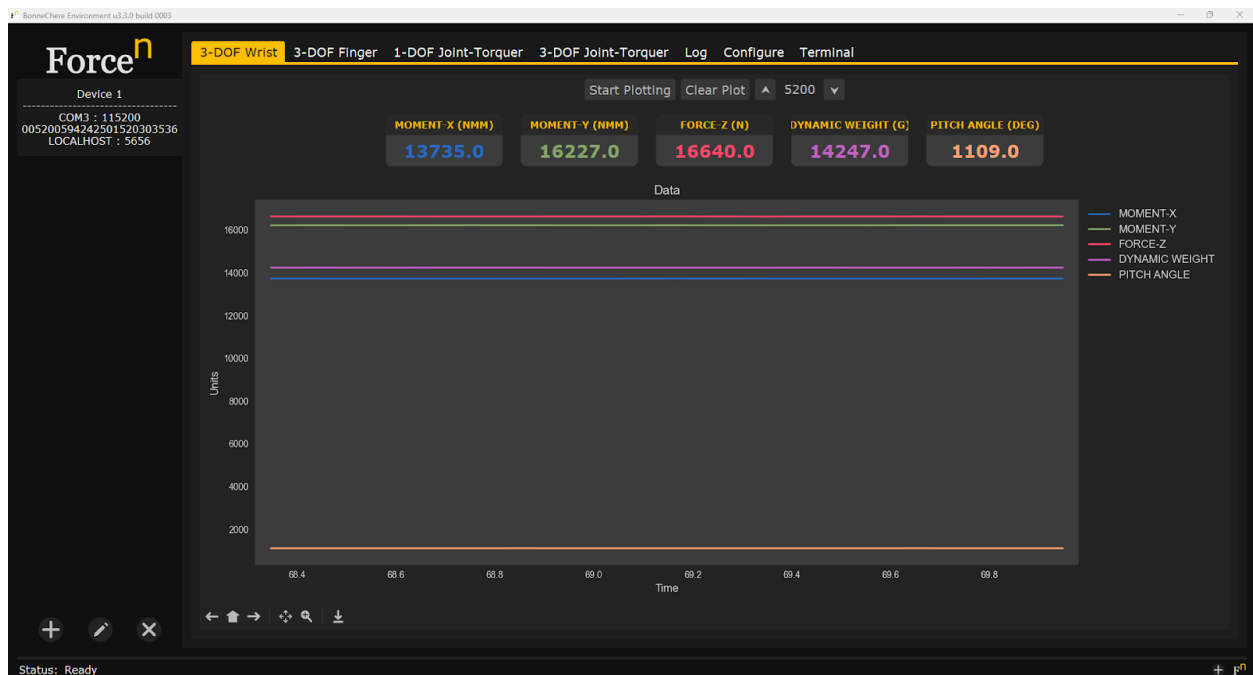 BonneChere Environment u3.3.0 build 0003
Forceⁿ
Device 1
---------------------------------
COM3 : 115200
005200594242501520303536
LOCALHOST : 5656
3-DOF Wrist 3-DOF Finger 1-DOF Joint-Torquer 3-DOF Joint-Torquer Log Configure Terminal
Start Plotting Clear Plot 5200
MOMENT-X (NMM) MOMENT-Y (NMM) FORCE-Z (N) DYNAMIC WEIGHT (G) PITCH ANGLE (DEG)
13735.0 16227.0 16640.0 14247.0 1109.0
Data
MOMENT-X
MOMENT-Y
FORCE-Z
DYNAMIC WEIGHT
PITCH ANGLE
16000
14000
12000
10000
8000
6000
4000
2000
Units
68.4 68.6 68.8 69.0 69.2 69.4 69.6 69.8
Time
Status: Ready
Fⁿ